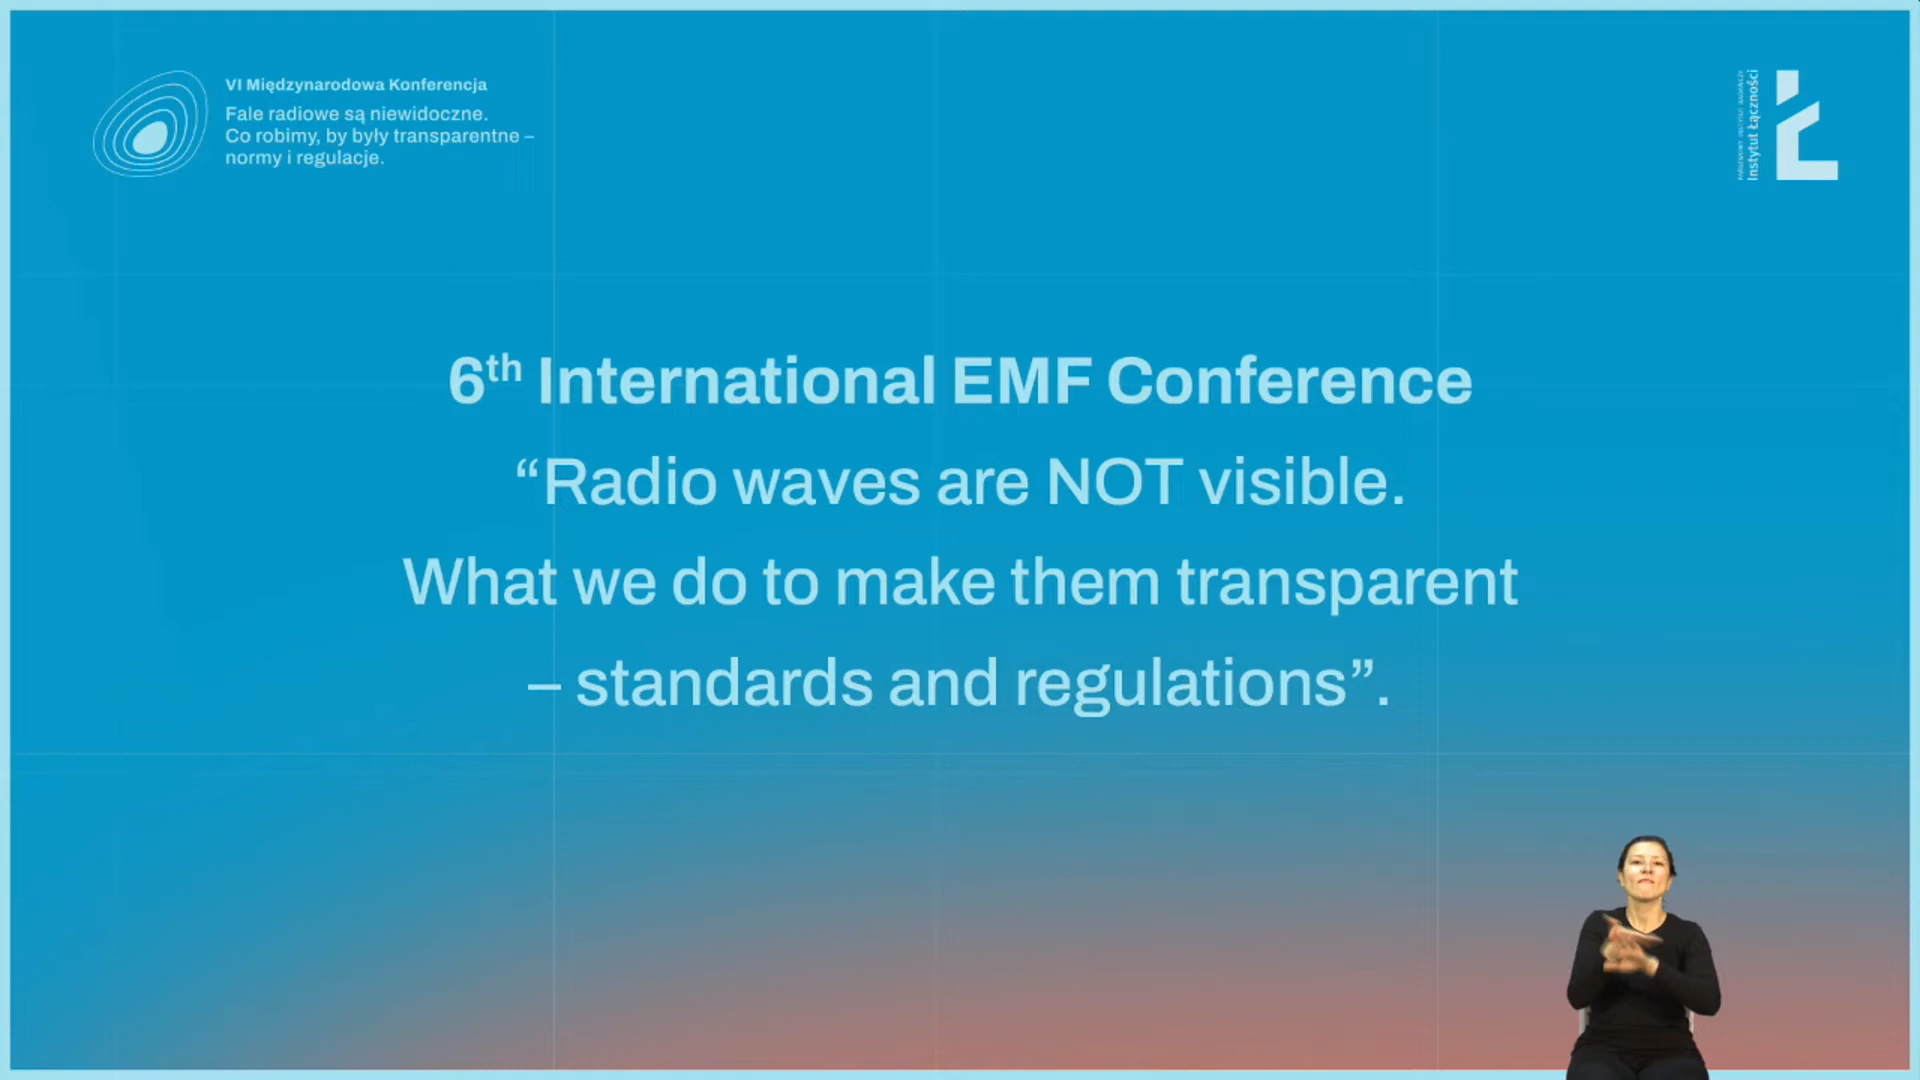 VI Międzynarodowa Konferencja
Fale radiowe są niewidoczne.
Co robimy, by były transparentne –
normy i regulacje.
Instytut Łączności
6th International EMF Conference
“Radio waves are NOT visible.
What we do to make them transparent
– standards and regulations”.